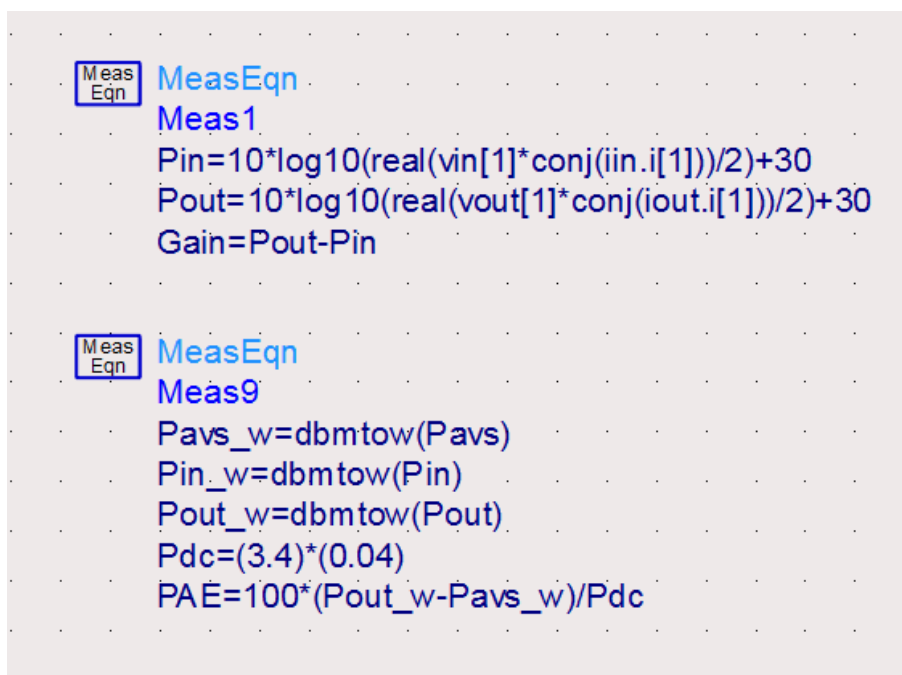 Meas
Eqn
MeasEqn
Meas1
Pin=10*log10(real(vin[1]*conj(iin.i[1]))/2)+30
Pout=10*log10(real(vout[1]*conj(iout.i[1]))/2)+30
Gain=Pout-Pin
Meas
Eqn
MeasEqn
Meas9
Pavs_w=dbmtow(Pavs)
Pin_w=dbmtow(Pin)
Pout_w=dbmtow(Pout)
Pdc=(3.4)*(0.04)
PAE=100*(Pout_w-Pavs_w)/Pdc